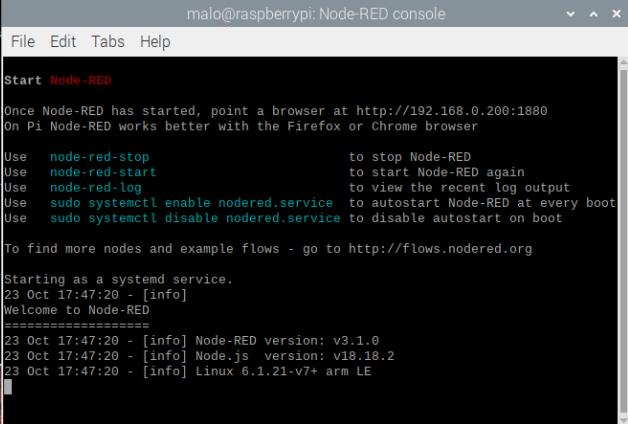 malo@raspberrypi: Node-RED console
File Edit Tabs Help
Start Node-RED
Once Node-RED has started, point a browser at http://192.168.0.200:1880
On Pi Node-RED works better with the Firefox or Chrome browser
Use node-red-stop to stop Node-RED
Use node-red-start to start Node-RED again
Use node-red-log to view the recent log output
Use sudo systemctl enable nodered.service to autostart Node-RED at every boot
Use sudo systemctl disable nodered.service to disable autostart on boot
To find more nodes and example flows - go to http://flows.nodered.org
Starting as a systemd service.
23 Oct 17:47:20 - [info]
Welcome to Node-RED
===================
23 Oct 17:47:20 - [info] Node-RED version: v3.1.0
23 Oct 17:47:20 - [info] Node.js  version: v18.18.2
23 Oct 17:47:20 - [info] Linux 6.1.21-v7+ arm LE